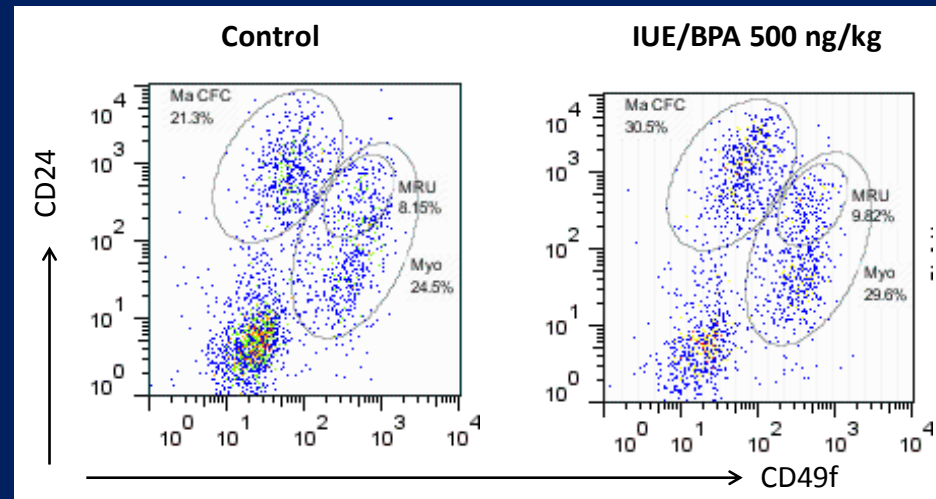 Control
IUE/BPA 500 ng/kg
CD24
10^4
10^3
10^2
10^1
10^0
Ma CFC
21.3%
MRU
8.15%
Myo
24.5%
10^0 10^1 10^2 10^3 10^4
10^4
10^3
10^2
10^1
10^0
Ma CFC
30.5%
MRU
9.82%
Myo
29.6%
10^0 10^1 10^2 10^3 10^4
CD49f